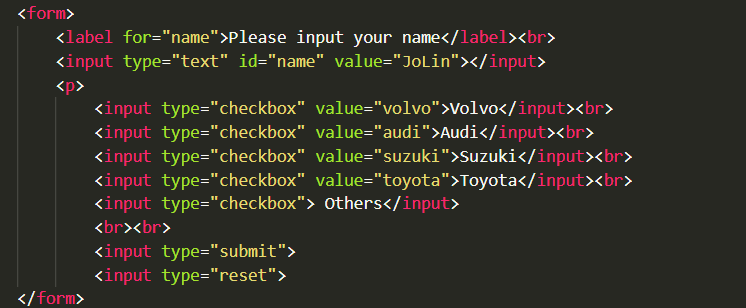 <form>
<label for="name">Please input your name</label><br>
<input type="text" id="name" value="JoLin"></input>
<p>
<input type="checkbox" value="volvo">Volvo</input><br>
<input type="checkbox" value="audi">Audi</input><br>
<input type="checkbox" value="suzuki">Suzuki</input><br>
<input type="checkbox" value="toyota">Toyota</input><br>
<input type="checkbox"> Others</input>
<br><br>
<input type="submit">
<input type="reset">
</form>